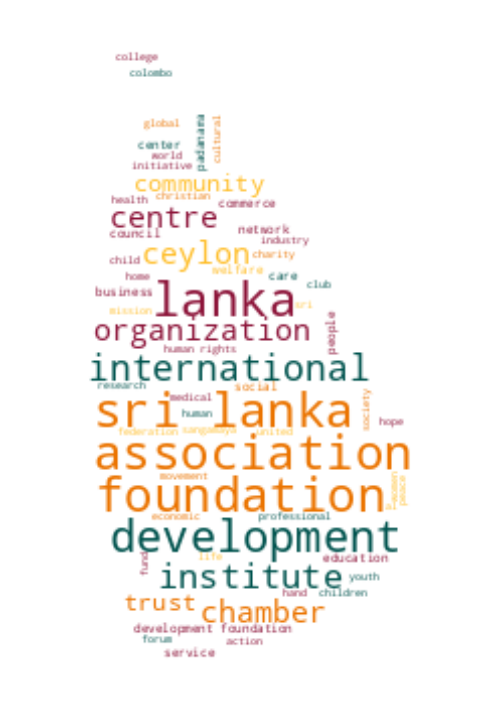 college
colombo
global
padanama
cultural
center
world
initiative
community
health
christian
commerce
centre
council
network
industry
ceylon
charity
child
welfare
home
care
club
business
lanka
mission
sri
organization
people
human rights
international
research
social
medical
society
sri lanka
human
hope
federation
sangamaya
united
association
movement
women
peace
foundation
economic
professional
development
fund
life
education
institute
youth
hand
children
trust
chamber
development foundation
forum
action
service